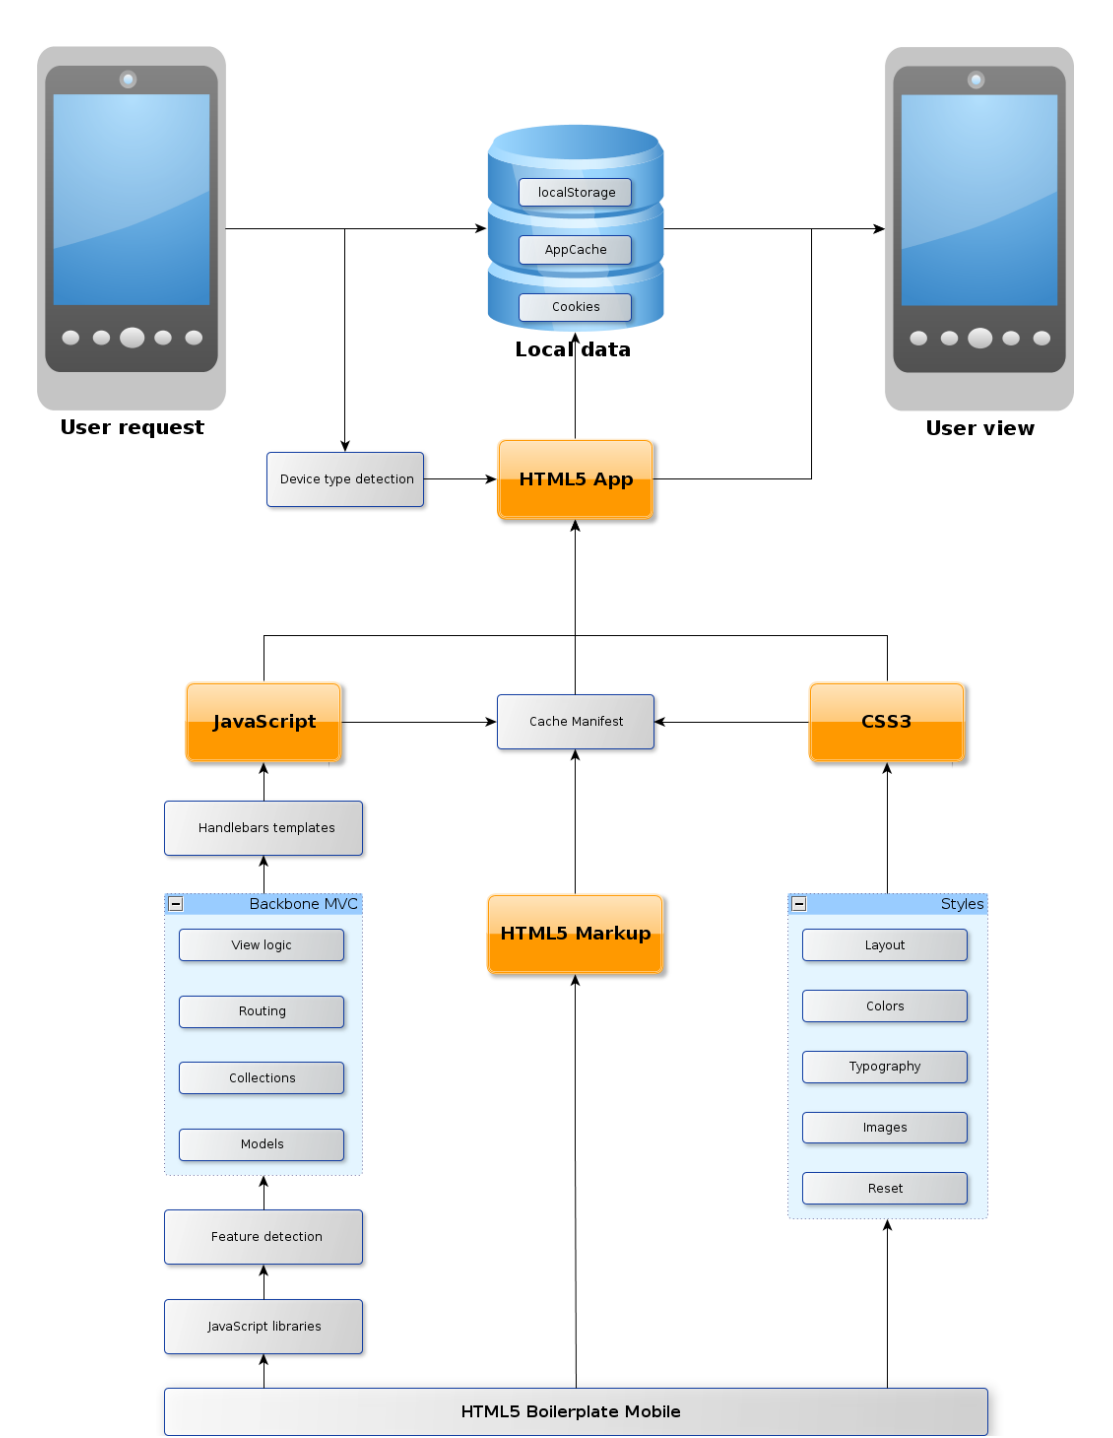 localStorage
AppCache
Cookies
Local data
User request
User view
Device type detection
HTML5 App
JavaScript
Cache Manifest
CSS3
Handlebars templates
Backbone MVC
View logic
Routing
Collections
Models
HTML5 Markup
Styles
Layout
Colors
Typography
Images
Reset
Feature detection
JavaScript libraries
HTML5 Boilerplate Mobile